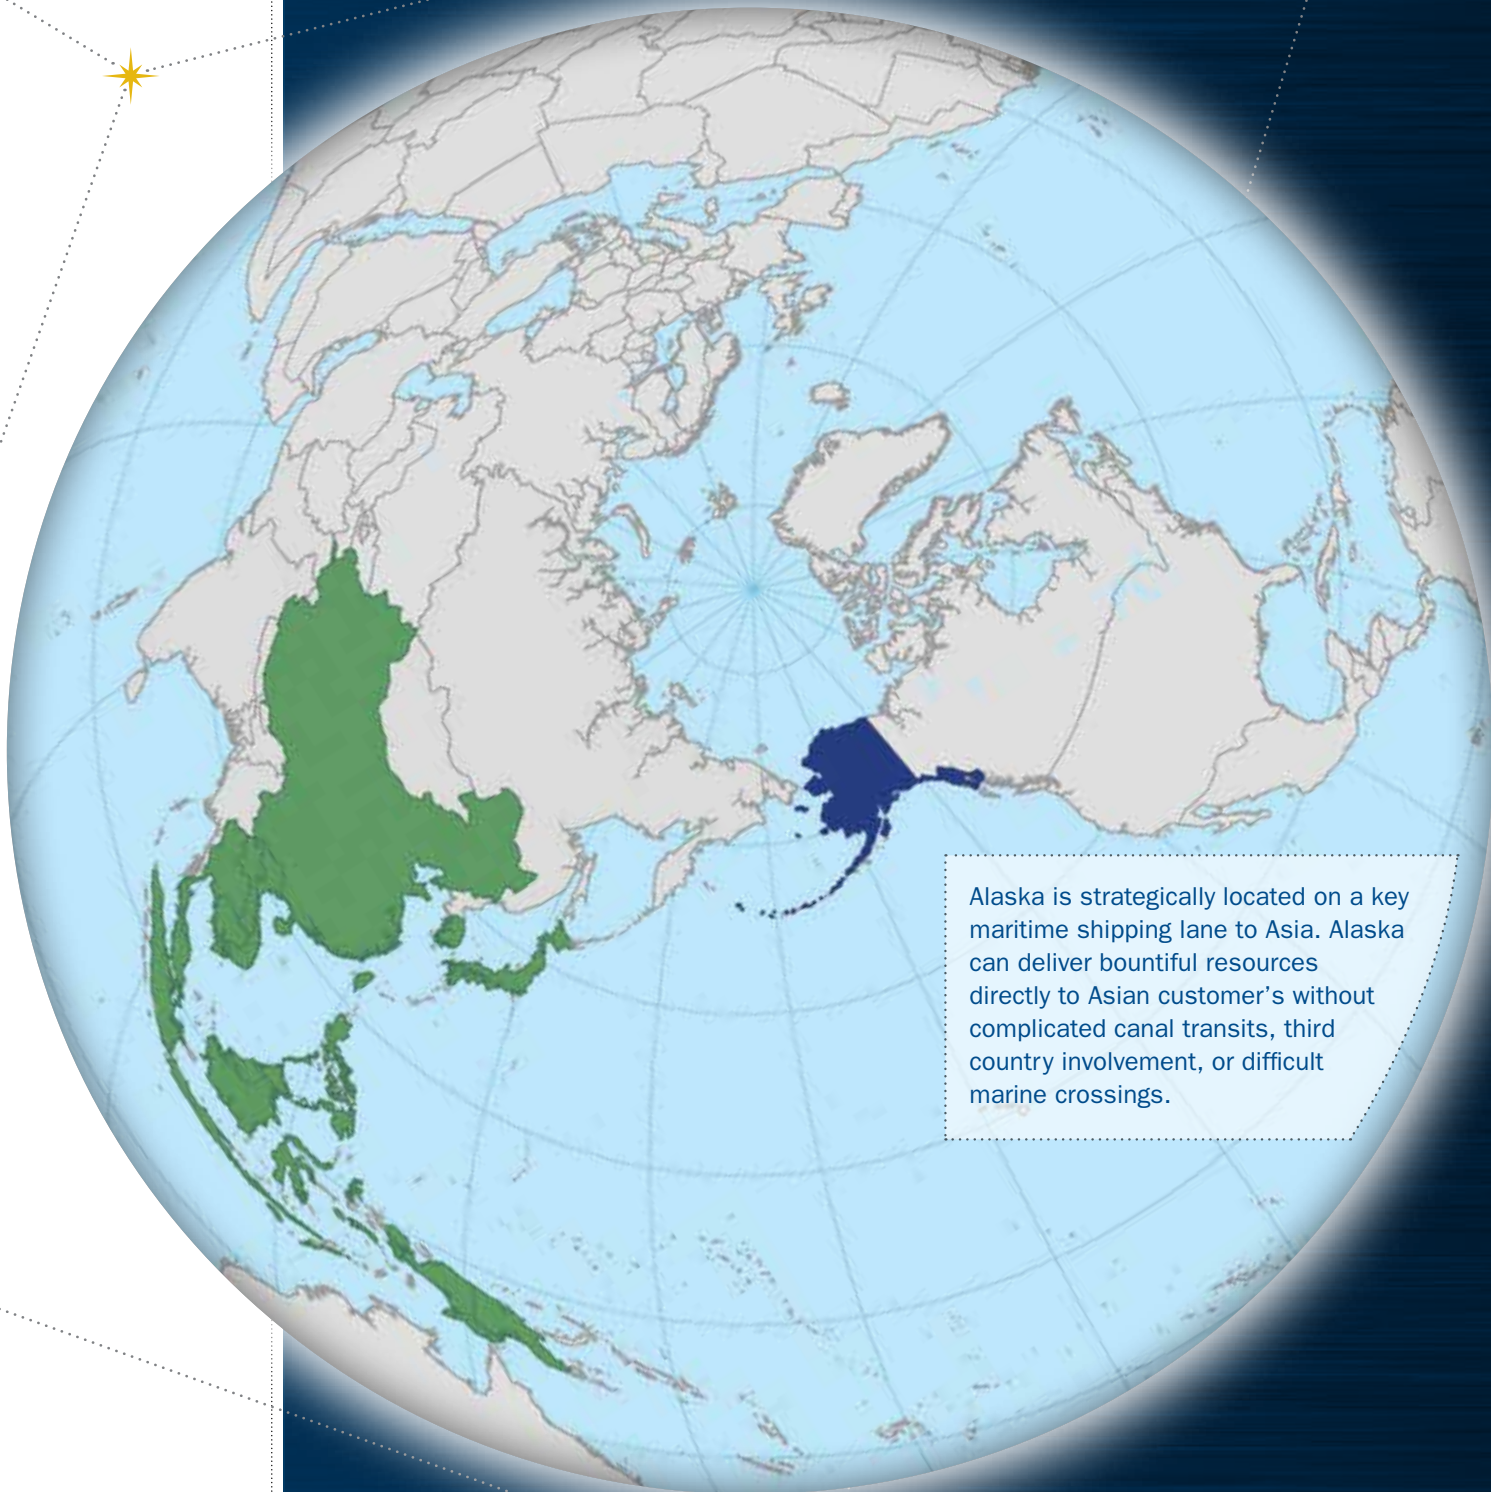 Alaska is strategically located on a key
maritime shipping lane to Asia. Alaska
can deliver bountiful resources
directly to Asian customer’s without
complicated canal transits, third
country involvement, or difficult
marine crossings.